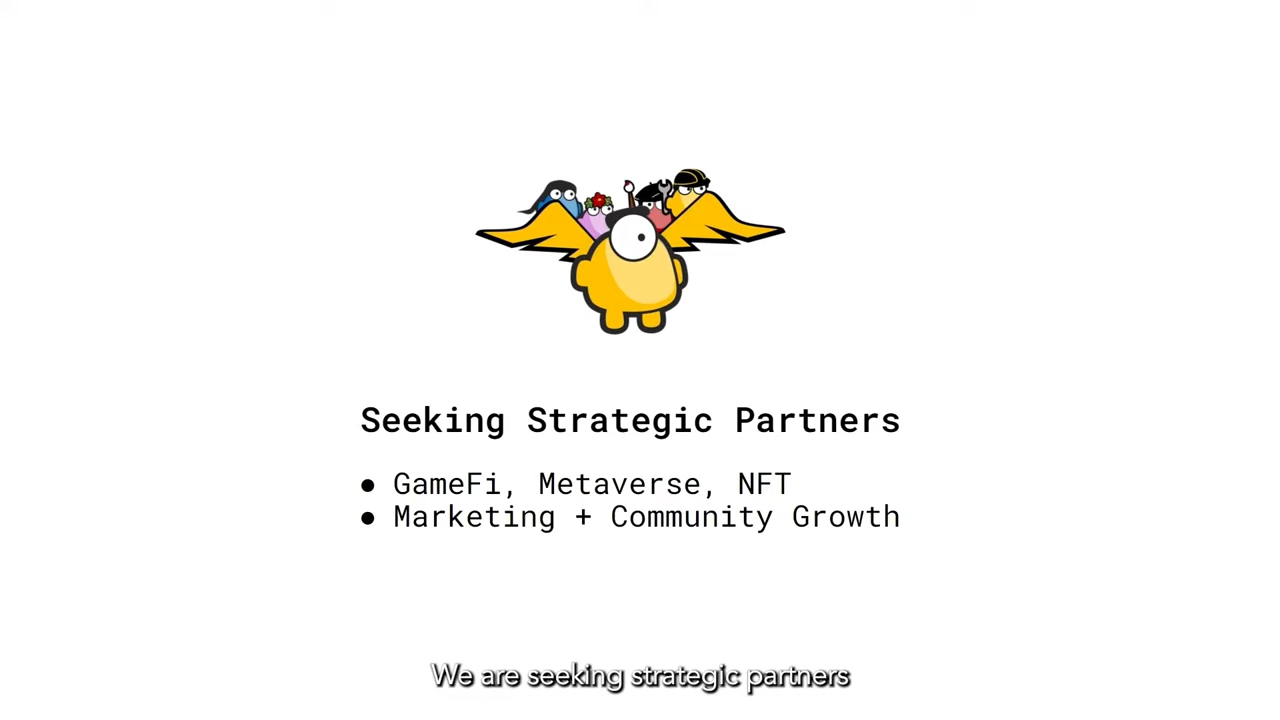 Seeking Strategic Partners
● GameFi, Metaverse, NFT
● Marketing + Community Growth
We are seeking strategic partners